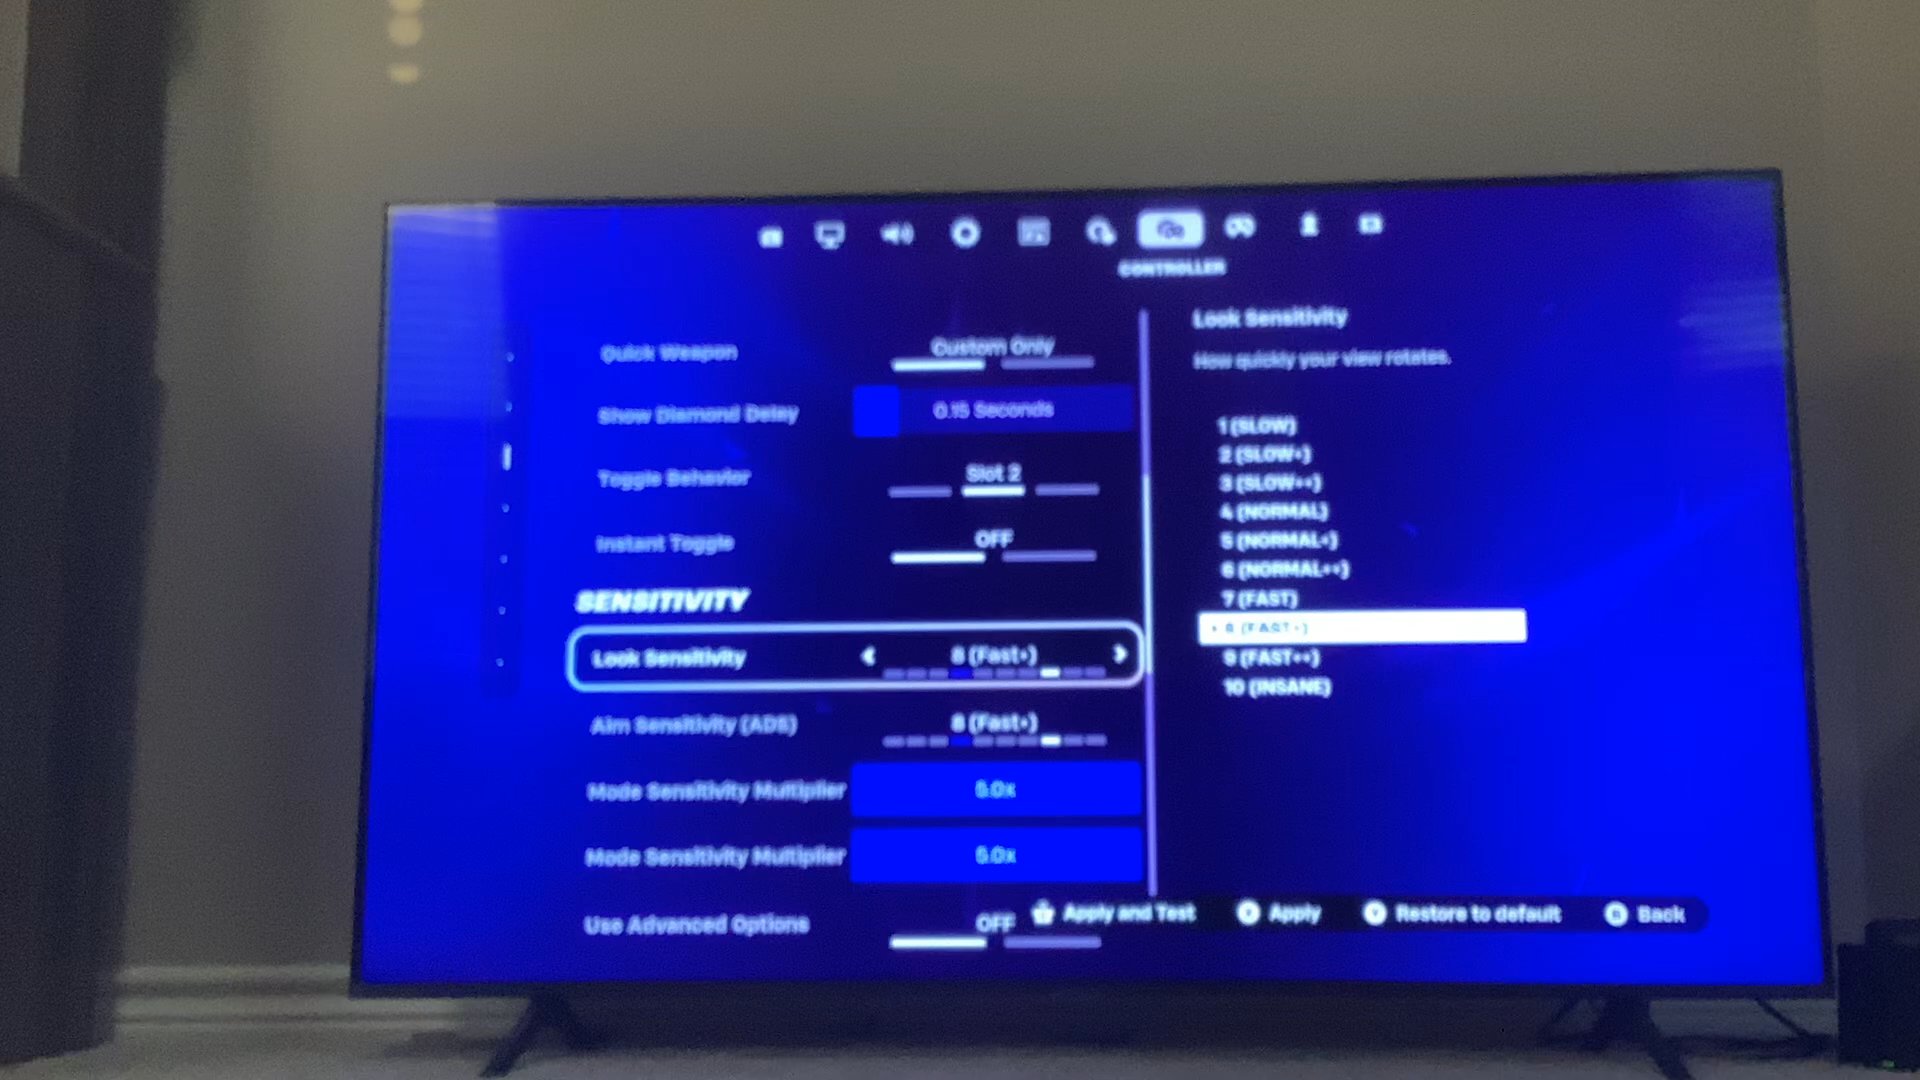 CONTROLLER
Quick Weapon
Custom Only
Show Diamond Delay
0.15 Seconds
Toggle Behavior
Slot 2
Instant Toggle
OFF
SENSITIVITY
Look Sensitivity
8 (Fast+)
Aim Sensitivity (ADS)
8 (Fast+)
Mode Sensitivity Multiplier
Mode Sensitivity Multiplier
Use Advanced Options
OFF
Look Sensitivity
How quickly your view rotates.
1 (SLOW)
2 (SLOW+)
3 (SLOW++)
4 (NORMAL)
5 (NORMAL+)
6 (NORMAL++)
7 (FAST)
8 (FAST+)
9 (FAST++)
10 (INSANE)
Apply and Test
Apply
Restore to default
Back